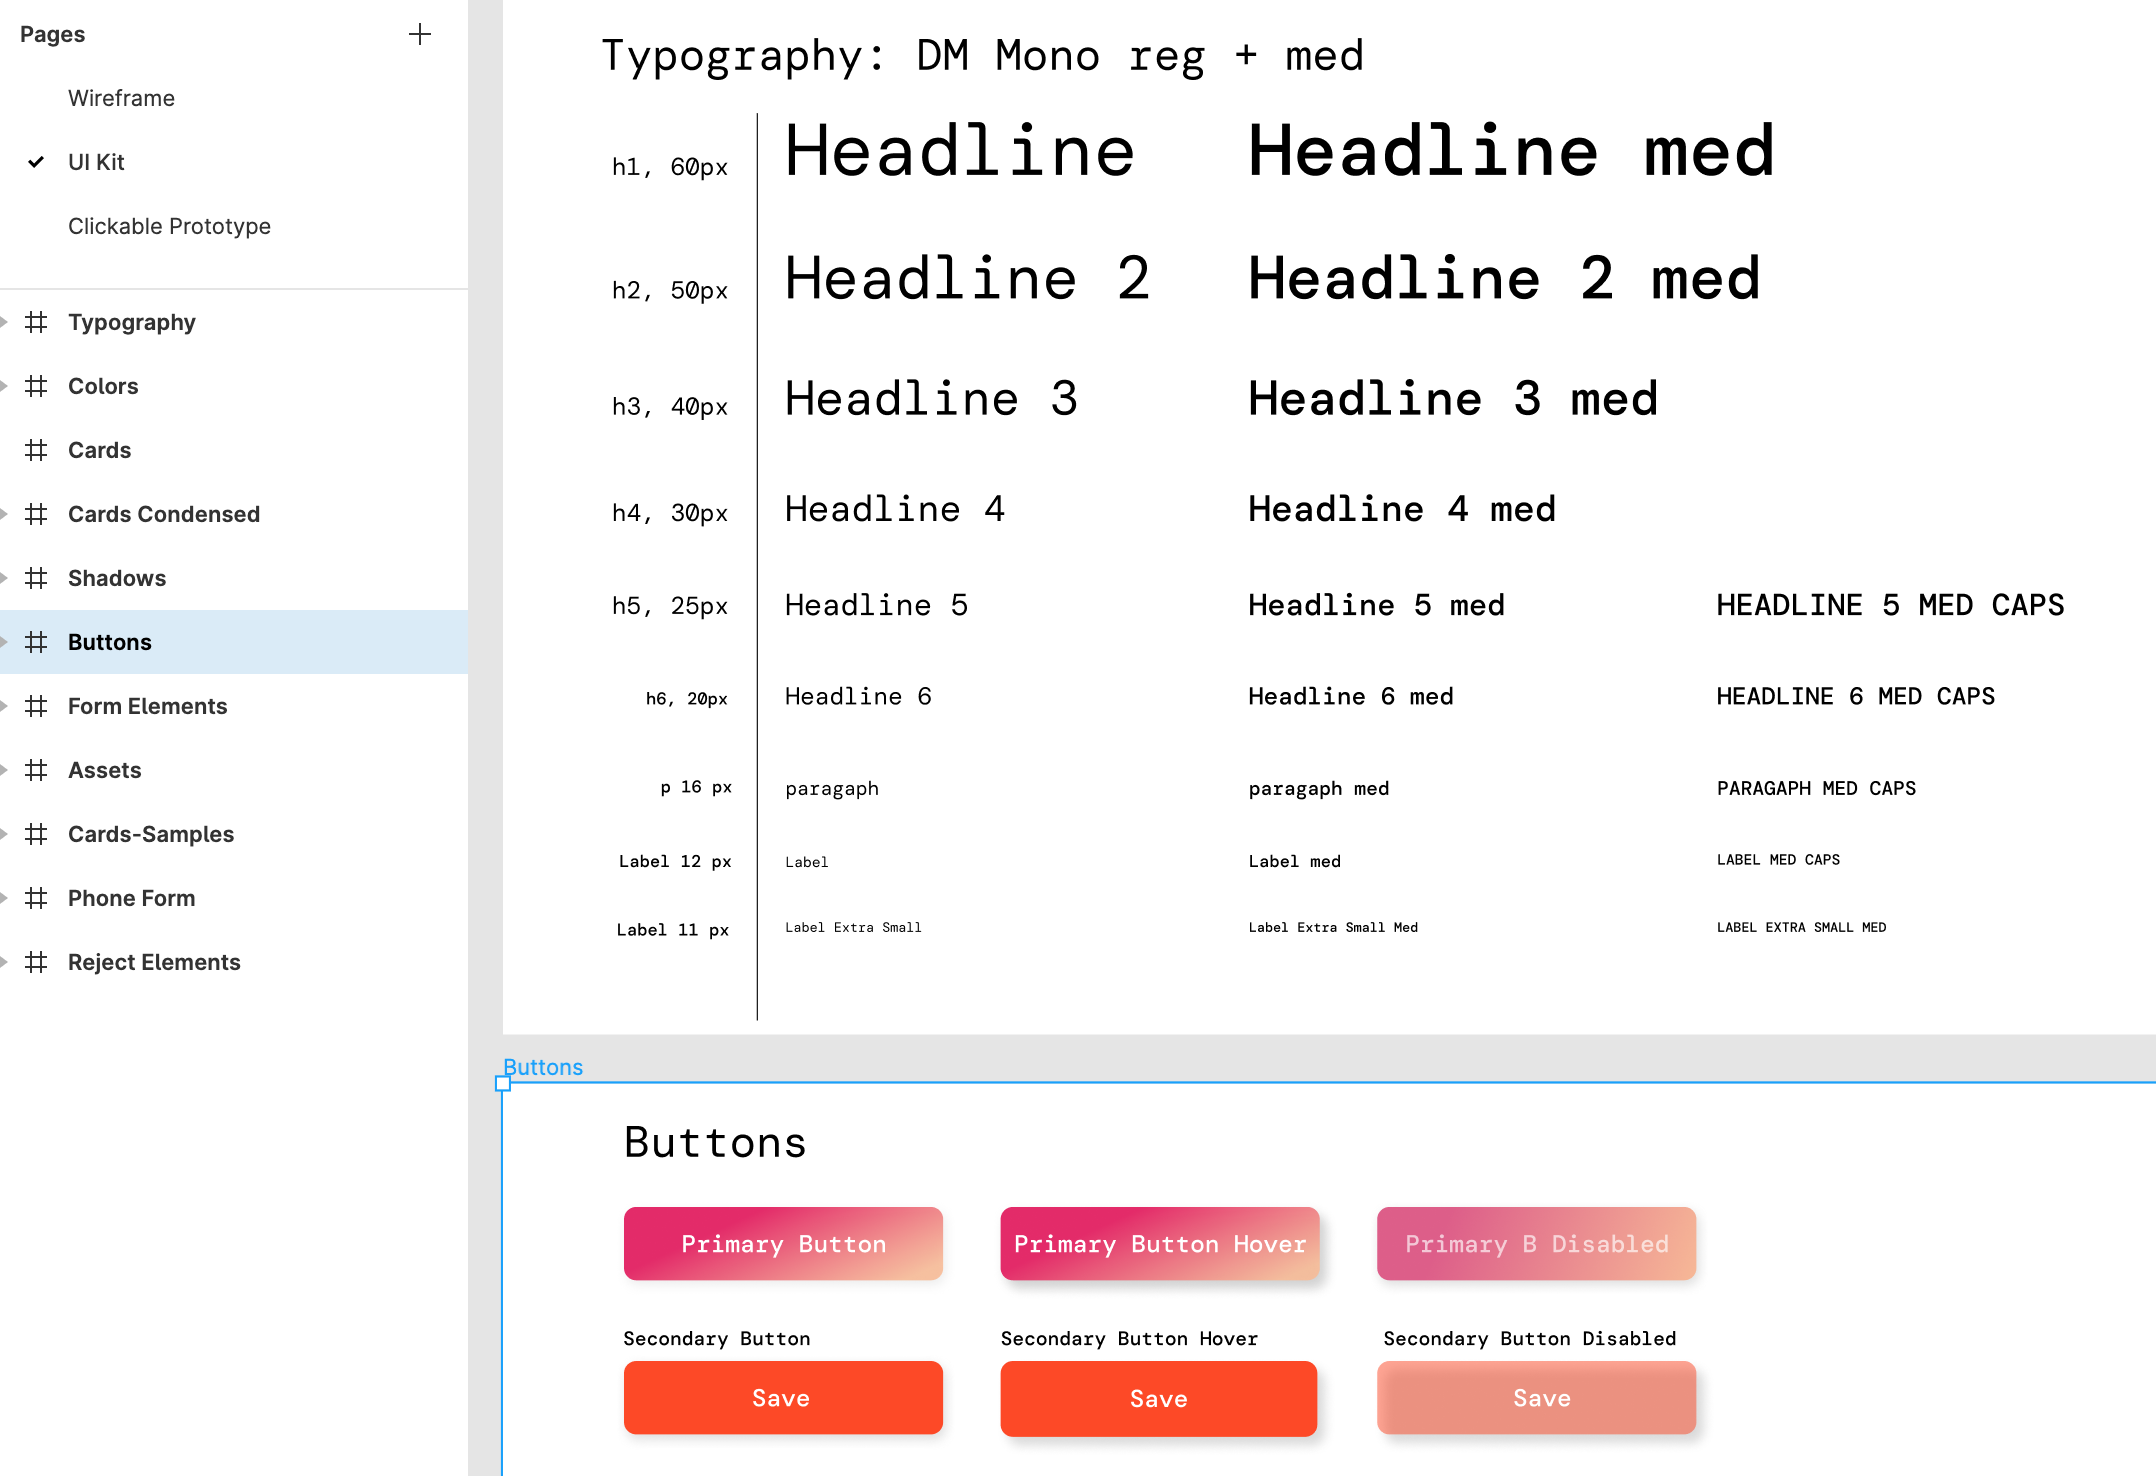 Pages
Wireframe
UI Kit
Clickable Prototype
Typography
Colors
Cards
Cards Condensed
Shadows
Buttons
Form Elements
Assets
Cards-Samples
Phone Form
Reject Elements
Typography: DM Mono reg + med
h1, 60px Headline Headline med
h2, 50px Headline 2 Headline 2 med
h3, 40px Headline 3 Headline 3 med
h4, 30px Headline 4 Headline 4 med
h5, 25px Headline 5 Headline 5 med HEADLINE 5 MED CAPS
h6, 20px Headline 6 Headline 6 med HEADLINE 6 MED CAPS
p 16 px paragaph paragaph med PARAGAPH MED CAPS
Label 12 px Label Label med LABEL MED CAPS
Label 11 px Label Extra Small Label Extra Small Med LABEL EXTRA SMALL MED
Buttons
Buttons
Primary Button Primary Button Hover Primary B Disabled
Secondary Button Secondary Button Hover Secondary Button Disabled
Save Save Save